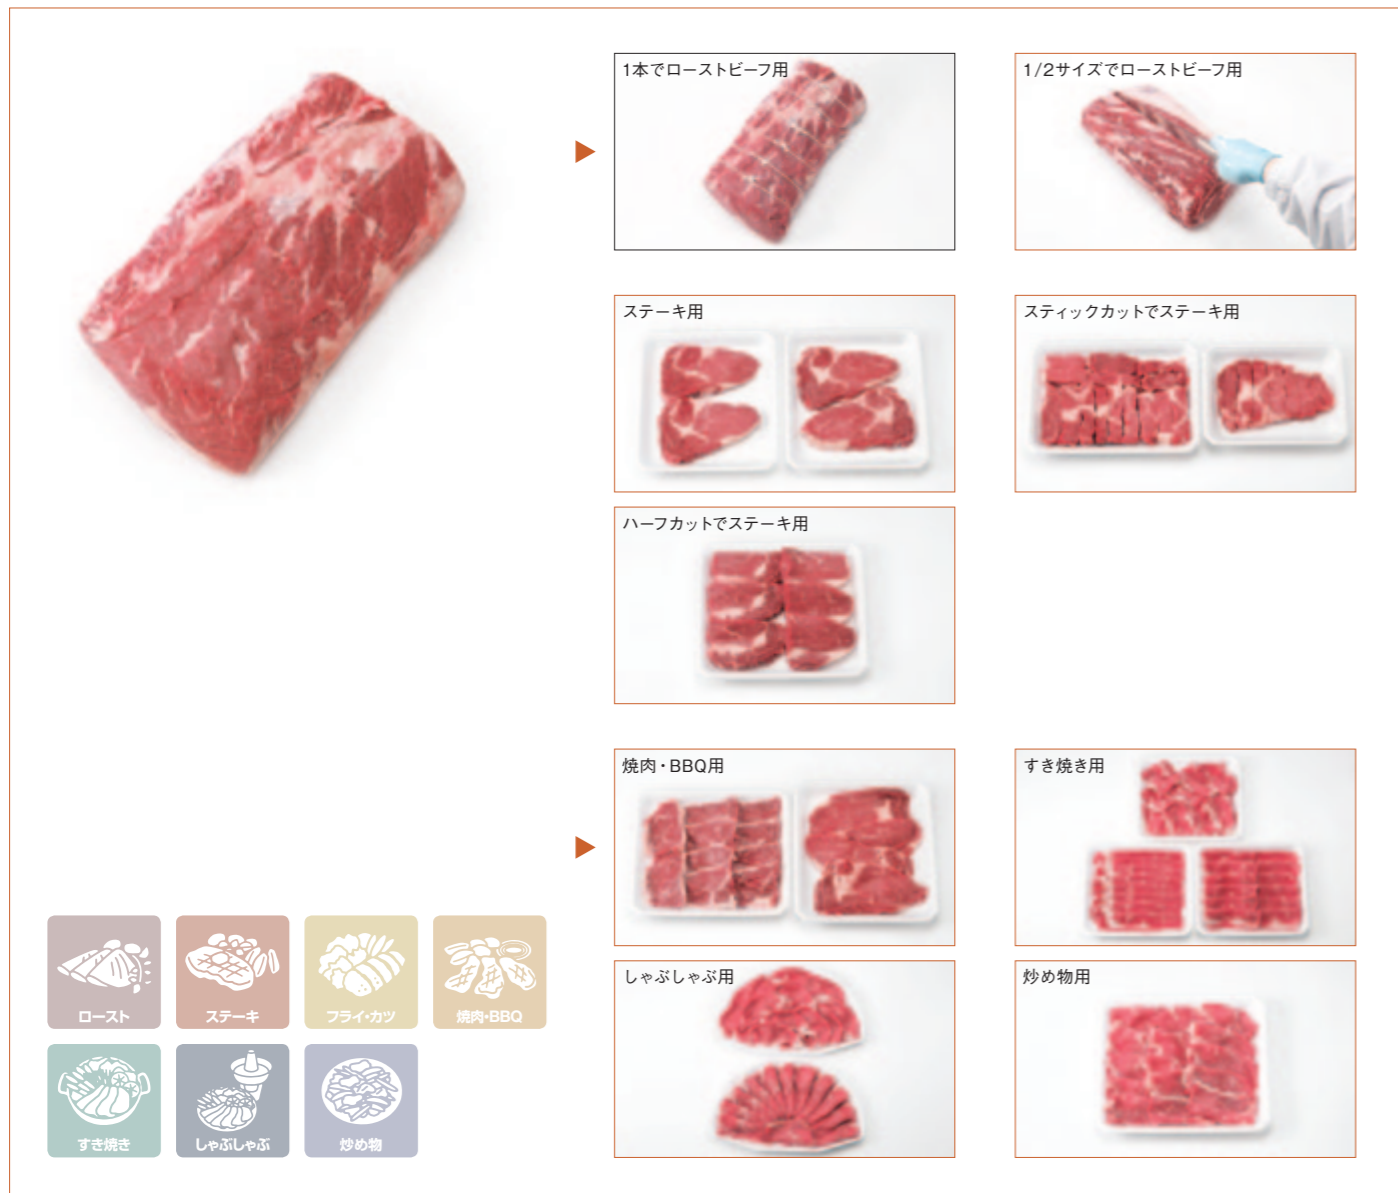 1本でローストビーフ用
1/2サイズでローストビーフ用
ステーキ用
スティックカットでステーキ用
ハーフカットでステーキ用
焼肉・BBQ用
すき焼き用
しゃぶしゃぶ用
炒め物用
ロースト
ステーキ
フライ・カツ
焼肉・BBQ
すき焼き
しゃぶしゃぶ
炒め物